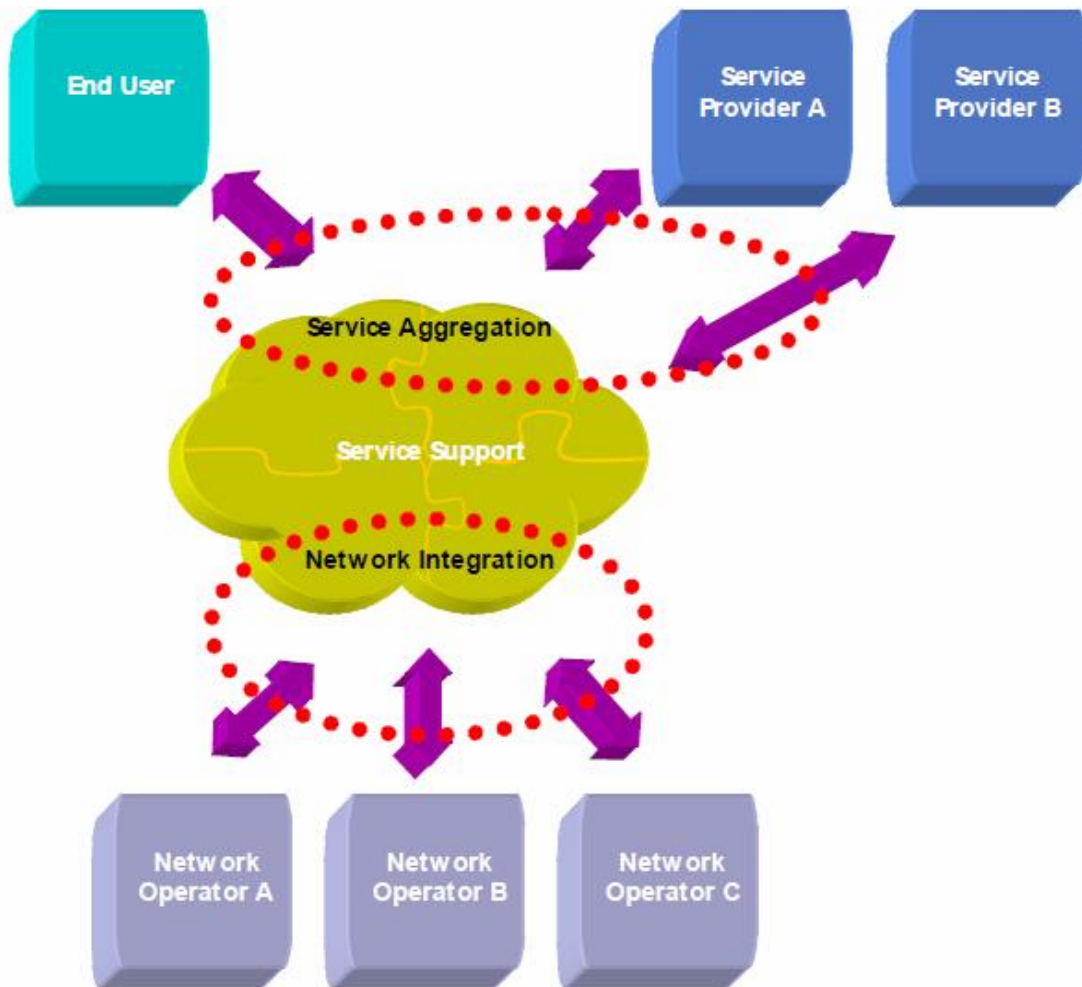 End User
Service
Provider A
Service
Provider B
Service Aggregation
Service Support
Network Integration
Network
Operator A
Network
Operator B
Network
Operator C